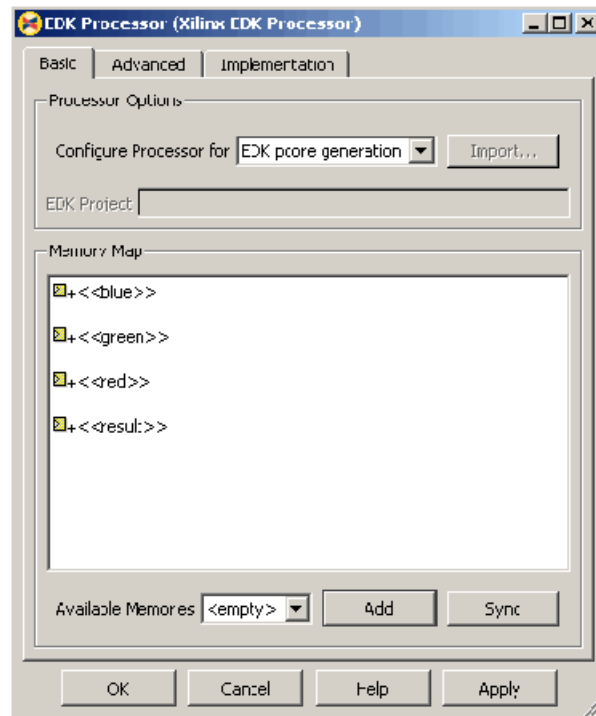 EDK Processor (Xilinx EDK Processor)
Basic Advanced Implementation
Processor Options
Configure Processor for EDK pcore generation Import...
EDK Project
Memory Map
+<<blue>>
+<<green>>
+<<red>>
+<<result>>
Available Memories <empty> Add Sync
OK Cancel Help Apply